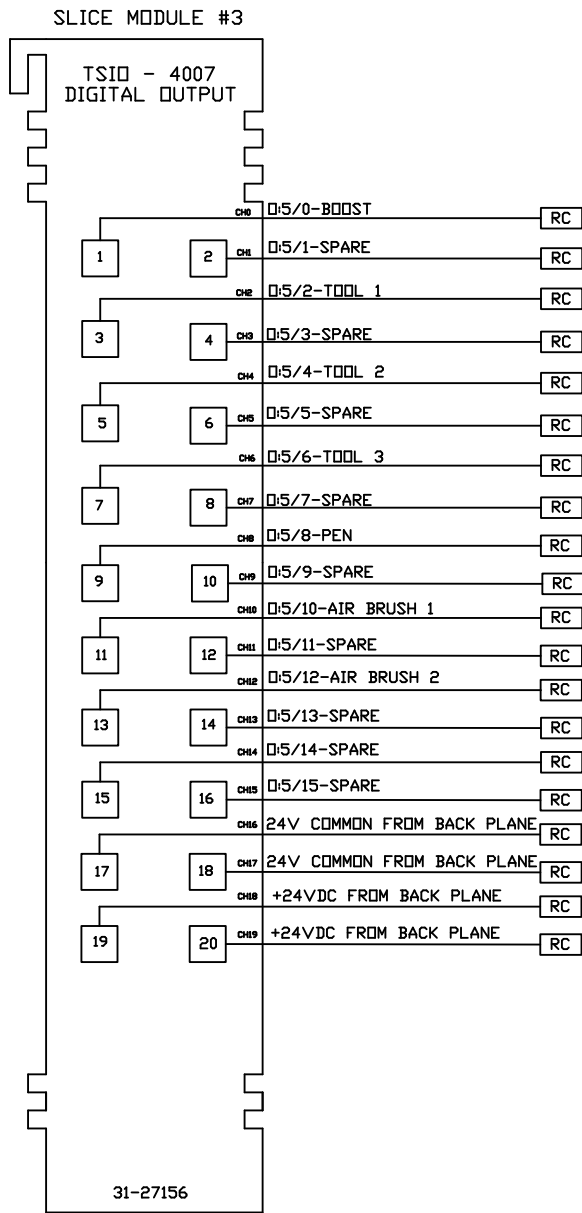 SLICE MODULE #3
TSIO - 4007
DIGITAL OUTPUT
CH0 O:5/0-BOOST RC
1
2 CH1 O:5/1-SPARE RC
CH2 O:5/2-TOOL 1 RC
3
4 CH3 O:5/3-SPARE RC
CH4 O:5/4-TOOL 2 RC
5
6 CH5 O:5/5-SPARE RC
CH6 O:5/6-TOOL 3 RC
7
8 CH7 O:5/7-SPARE RC
CH8 O:5/8-PEN RC
9
10 CH9 O:5/9-SPARE RC
CH10 O:5/10-AIR BRUSH 1 RC
11
12 CH11 O:5/11-SPARE RC
CH12 O:5/12-AIR BRUSH 2 RC
13
14 CH13 O:5/13-SPARE RC
CH14 O:5/14-SPARE RC
15
16 CH15 O:5/15-SPARE RC
CH16 24V COMMON FROM BACK PLANE RC
17
18 CH17 24V COMMON FROM BACK PLANE RC
CH18 +24VDC FROM BACK PLANE RC
19
20 CH19 +24VDC FROM BACK PLANE RC
31-27156